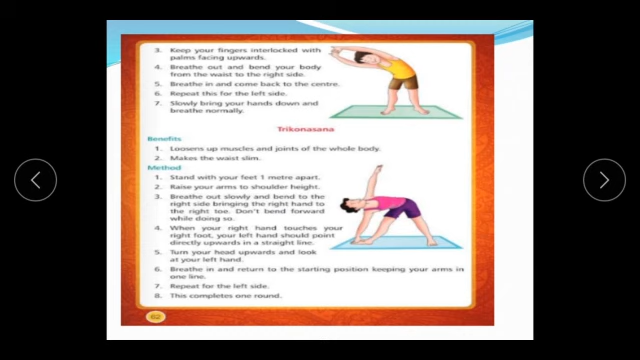 3. Keep your fingers interlocked with
palms facing upwards.
4. Breathe out and bend your body
from the waist to the right side.
5. Breathe in and come back to the centre.
6. Repeat this for the left side.
7. Slowly bring your hands down and
breathe normally.
Trikonasana
Benefits
1. Loosens up muscles and joints of the whole body.
2. Makes the waist slim.
Method
1. Stand with your feet 1 metre apart.
2. Raise your arms to shoulder height.
3. Breathe out slowly and bend to the
right side bringing the right hand to
the right toe. Don't bend forward
while doing so.
4. When your right hand touches your
right foot, your left hand should point
directly upwards in a straight line.
5. Turn your head upwards and look
at your left hand.
6. Breathe in and return to the starting position keeping your arms in
one line.
7. Repeat for the left side.
8. This completes one round.
62